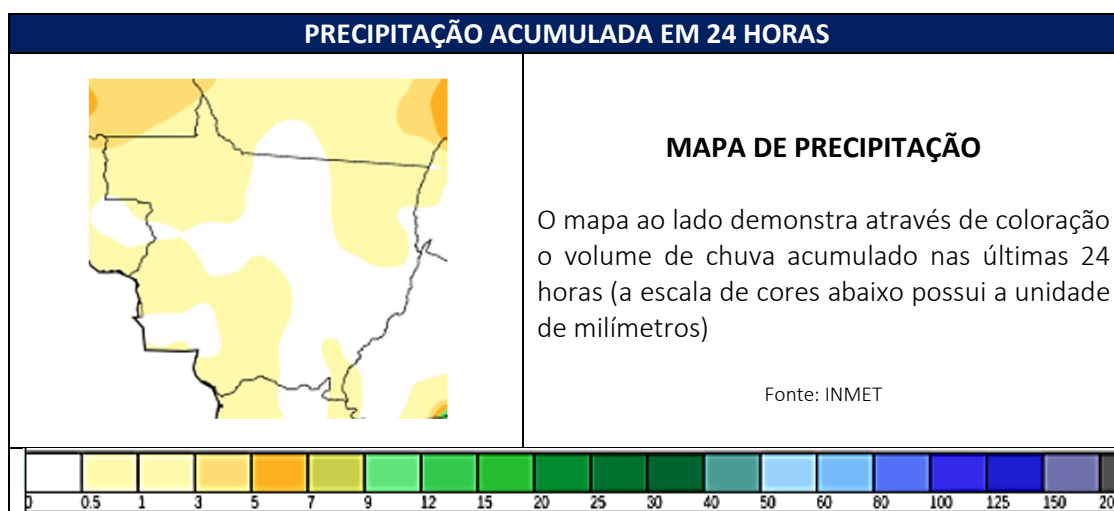 PRECIPITAÇÃO ACUMULADA EM 24 HORAS
MAPA DE PRECIPITAÇÃO
O mapa ao lado demonstra através de coloração
o volume de chuva acumulado nas últimas 24
horas (a escala de cores abaixo possui a unidade
de milímetros)
Fonte: INMET
0 0.5 1 3 5 7 9 12 15 20 25 30 40 50 60 80 100 125 150